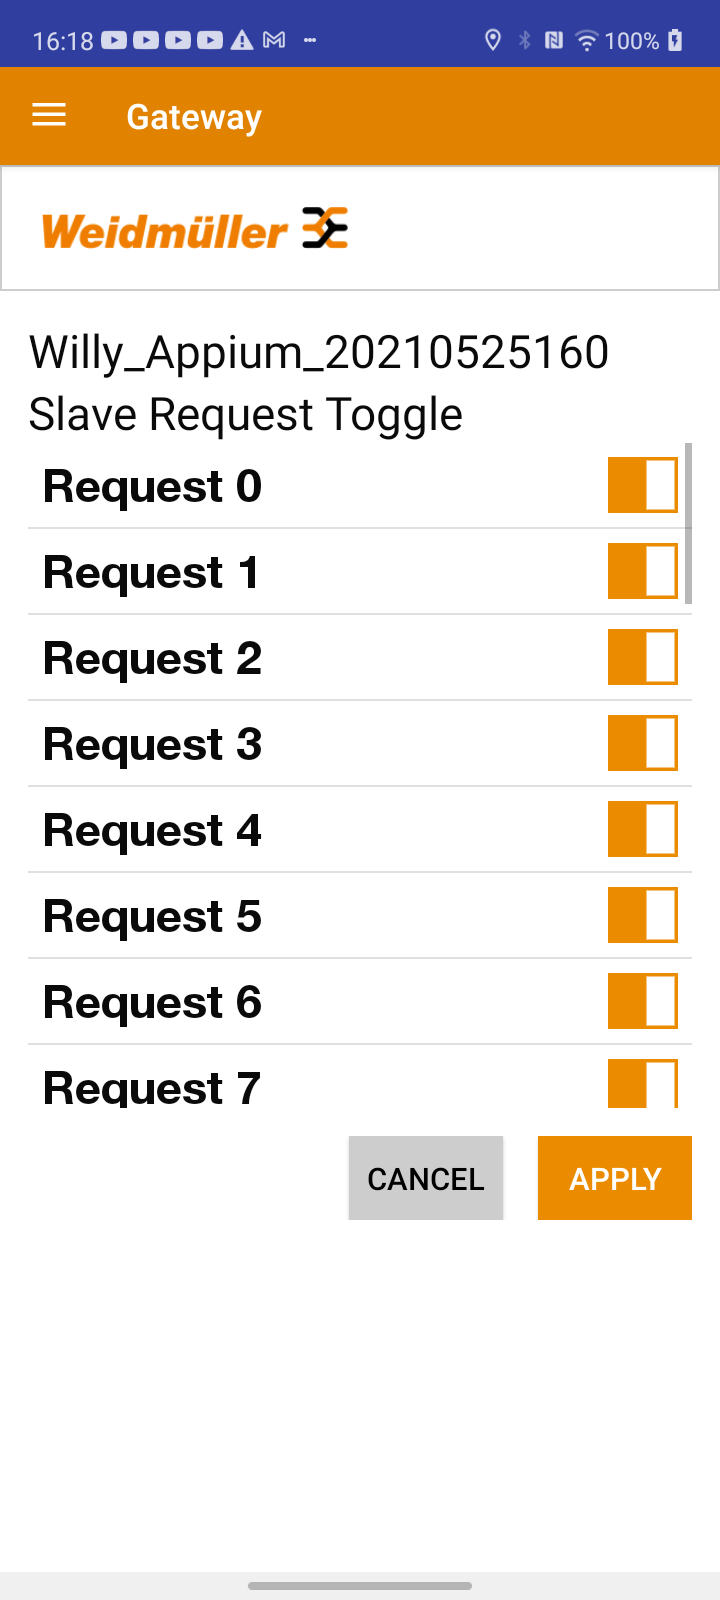 16:18
100%
Gateway
Weidmüller
Willy_Appium_20210525160
Slave Request Toggle
Request 0
Request 1
Request 2
Request 3
Request 4
Request 5
Request 6
Request 7
CANCEL
APPLY